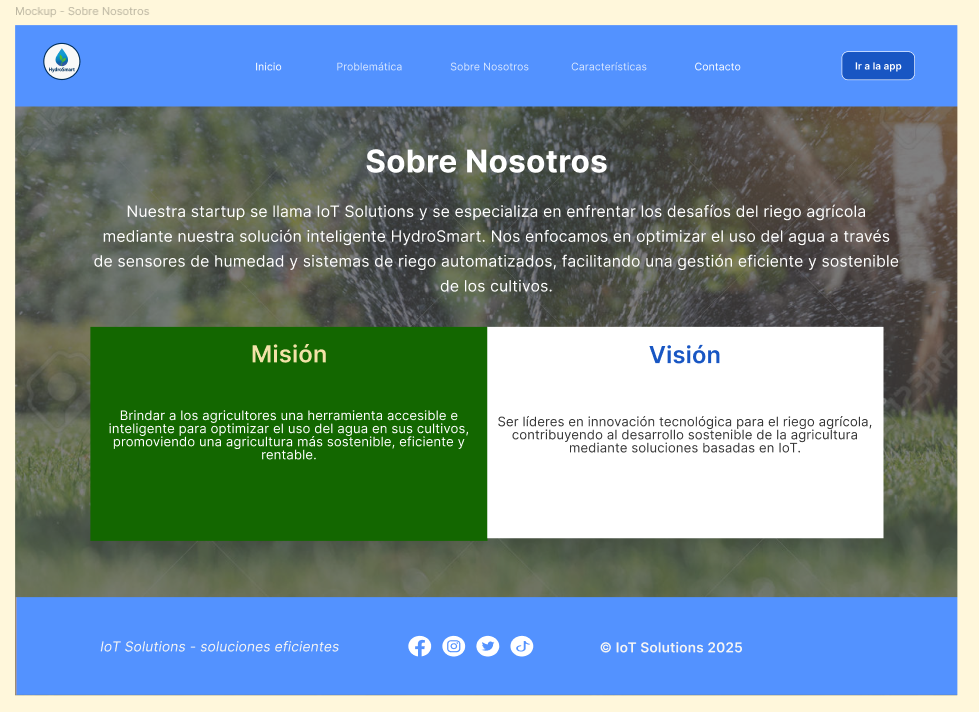 Mockup - Sobre Nosotros
HydroSmart
Inicio Problemática Sobre Nosotros Características Contacto Ir a la app
Sobre Nosotros
Nuestra startup se llama IoT Solutions y se especializa en enfrentar los desafíos del riego agrícola
mediante nuestra solución inteligente HydroSmart. Nos enfocamos en optimizar el uso del agua a través
de sensores de humedad y sistemas de riego automatizados, facilitando una gestión eficiente y sostenible
de los cultivos.
Misión
Brindar a los agricultores una herramienta accesible e
inteligente para optimizar el uso del agua en sus cultivos,
promoviendo una agricultura más sostenible, eficiente y
rentable.
Visión
Ser líderes en innovación tecnológica para el riego agrícola,
contribuyendo al desarrollo sostenible de la agricultura
mediante soluciones basadas en IoT.
IoT Solutions - soluciones eficientes
© IoT Solutions 2025